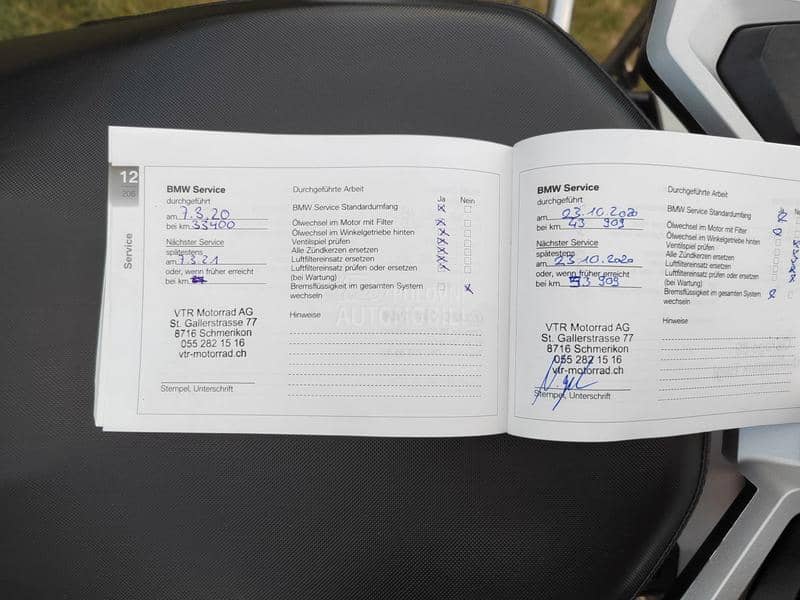 12
206
Service
BMW Service
durchgeführt
am 7.3.20
bei km 33400
Nächster Service
spätestens
am 7.3.21
oder, wenn früher erreicht
bei km
VTR Motorrad AG
St. Gallerstrasse 77
8716 Schmerikon
055 282 15 16
vtr-motorrad.ch
Stempel, Unterschrift
Durchgeführte Arbeit
Ja Nein
BMW Service Standardumfang
Ölwechsel im Motor mit Filter
Ölwechsel im Winkelgetriebe hinten
Ventilspiel prüfen
Alle Zündkerzen ersetzen
Luftfiltereinsatz ersetzen
Luftfiltereinsatz prüfen oder ersetzen
(bei Wartung)
Bremsflüssigkeit im gesamten System
wechseln
Hinweise
BMW Service
durchgeführt
am 23.10.2020
bei km 43 909
Nächster Service
spätestens
am 23.10.2020
oder, wenn früher erreicht
bei km 53 909
VTR Motorrad AG
St. Gallerstrasse 77
8716 Schmerikon
055 282 15 16
vtr-motorrad.ch
Stempel, Unterschrift
Durchgeführte Arbeit
BMW Service Standardumfang
Ölwechsel im Motor mit Filter
Ölwechsel im Winkelgetriebe hinten
Ventilspiel prüfen
Alle Zündkerzen ersetzen
Luftfiltereinsatz ersetzen
Luftfiltereinsatz prüfen oder ersetzen
(bei Wartung)
Bremsflüssigkeit im gesamten System
wechseln
Hinweise